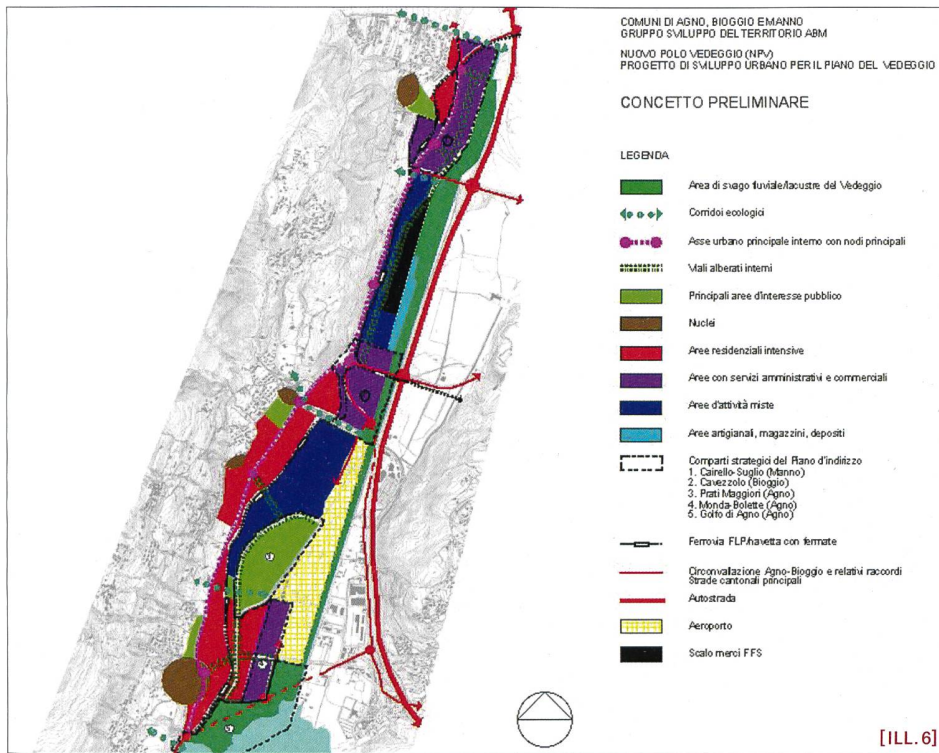 COMUNI DI AGNO, BIOGGIO E MANNO
GRUPPO SVILUPPO DEL TERRITORIO ABM
NUOVO POLO VEDEGGIO (NPV)
PROGETTO DI SVILUPPO URBANO PER IL PIANO DEL VEDEGGIO
CONCETTO PRELIMINARE
LEGENDA
Area di svago fluviale/lacustre del Vedeggio
Corridoi ecologici
Asse urbano principale interno con nodi principali
Viali alberati interni
Principali aree d'interesse pubblico
Nuclei
Aree residenziali intensive
Aree con servizi amministrativi e commerciali
Aree d'attività miste
Aree artigianali, magazzini, depositi
Comparti strategici del Piano d'indirizzo
1. Cairello-Suglio (Manno)
2. Cavezzolo (Bioggio)
3. Prati Maggiori (Agno)
4. Monda-Bolette (Agno)
5. Golfo di Agno (Agno)
Ferrovia FLP/navetta con fermate
Circonvallazione Agno-Bioggio e relativi raccordi
Strade cantonali principali
Autostrada
Aeroporto
Scalo merci FFS
[ILL. 6]